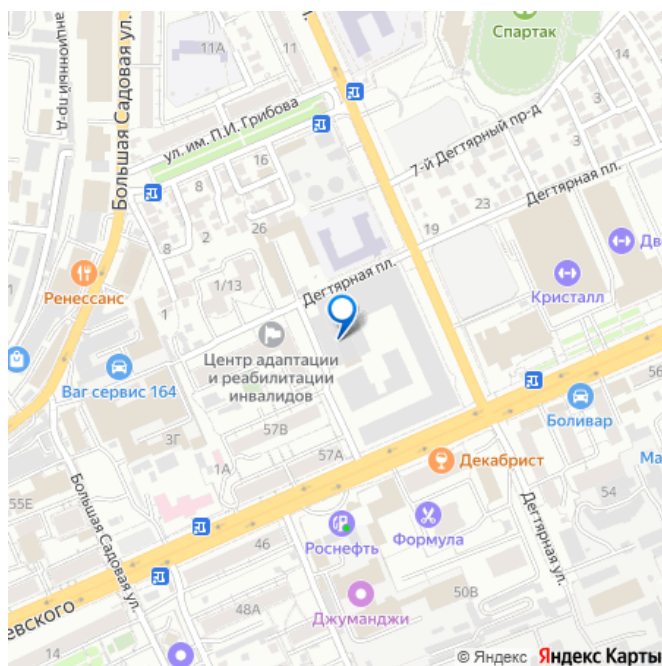 Спартак
11А
11
14
3
3
анционный пр-д
Большая Садовая ул.
ул. им. П.И. Грибова
7-й Дегтярный пр-д
16
8
2
26
8
23
19
Дегтярная пл.
Дегтярная пл.
Ренессанс
1/13
1
Кристалл
Дв
Центр адаптации
и реабилитации
инвалидов
Ваг сервис 164
56
Боливар
57В
57А
3Г
1А
Декабрист
Ма
55Е
54
Большая Садовая ул.
Роснефть
Формула
Дегтярная ул.
46
50В
48А
Джуманджи
евского
14
© Яндекс Яндекс Карты